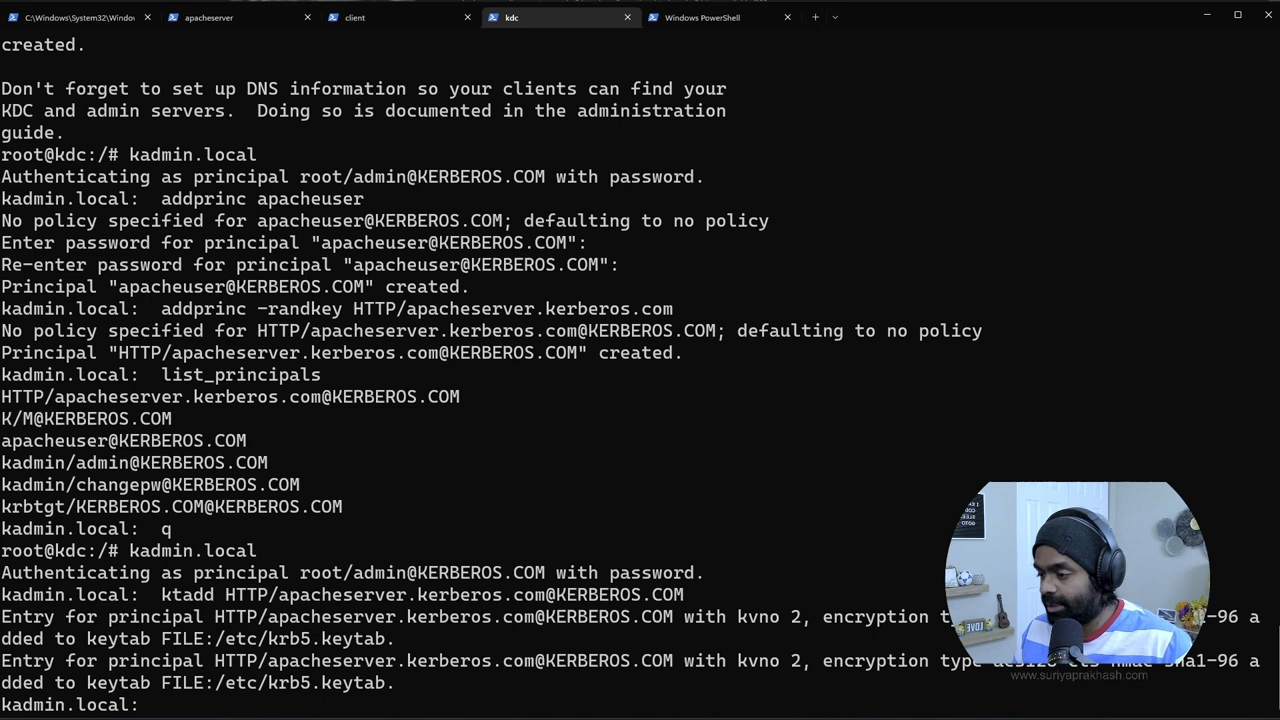 C:\Windows\System32\Windov
apacheserver
client
kdc
Windows PowerShell
created.
Don't forget to set up DNS information so your clients can find your
KDC and admin servers.  Doing so is documented in the administration
guide.
root@kdc:/# kadmin.local
Authenticating as principal root/admin@KERBEROS.COM with password.
kadmin.local:  addprinc apacheuser
No policy specified for apacheuser@KERBEROS.COM; defaulting to no policy
Enter password for principal "apacheuser@KERBEROS.COM":
Re-enter password for principal "apacheuser@KERBEROS.COM":
Principal "apacheuser@KERBEROS.COM" created.
kadmin.local:  addprinc -randkey HTTP/apacheserver.kerberos.com
No policy specified for HTTP/apacheserver.kerberos.com@KERBEROS.COM; defaulting to no policy
Principal "HTTP/apacheserver.kerberos.com@KERBEROS.COM" created.
kadmin.local:  list_principals
HTTP/apacheserver.kerberos.com@KERBEROS.COM
K/M@KERBEROS.COM
apacheuser@KERBEROS.COM
kadmin/admin@KERBEROS.COM
kadmin/changepw@KERBEROS.COM
krbtgt/KERBEROS.COM@KERBEROS.COM
kadmin.local:  q
root@kdc:/# kadmin.local
Authenticating as principal root/admin@KERBEROS.COM with password.
kadmin.local:  ktadd HTTP/apacheserver.kerberos.com@KERBEROS.COM
Entry for principal HTTP/apacheserver.kerberos.com@KERBEROS.COM with kvno 2, encryption -96 a
dded to keytab FILE:/etc/krb5.keytab.
Entry for principal HTTP/apacheserver.kerberos.com@KERBEROS.COM with kvno 2, encryption type a
dded to keytab FILE:/etc/krb5.keytab.
kadmin.local:
LOVE
www.suriyaprakhash.com